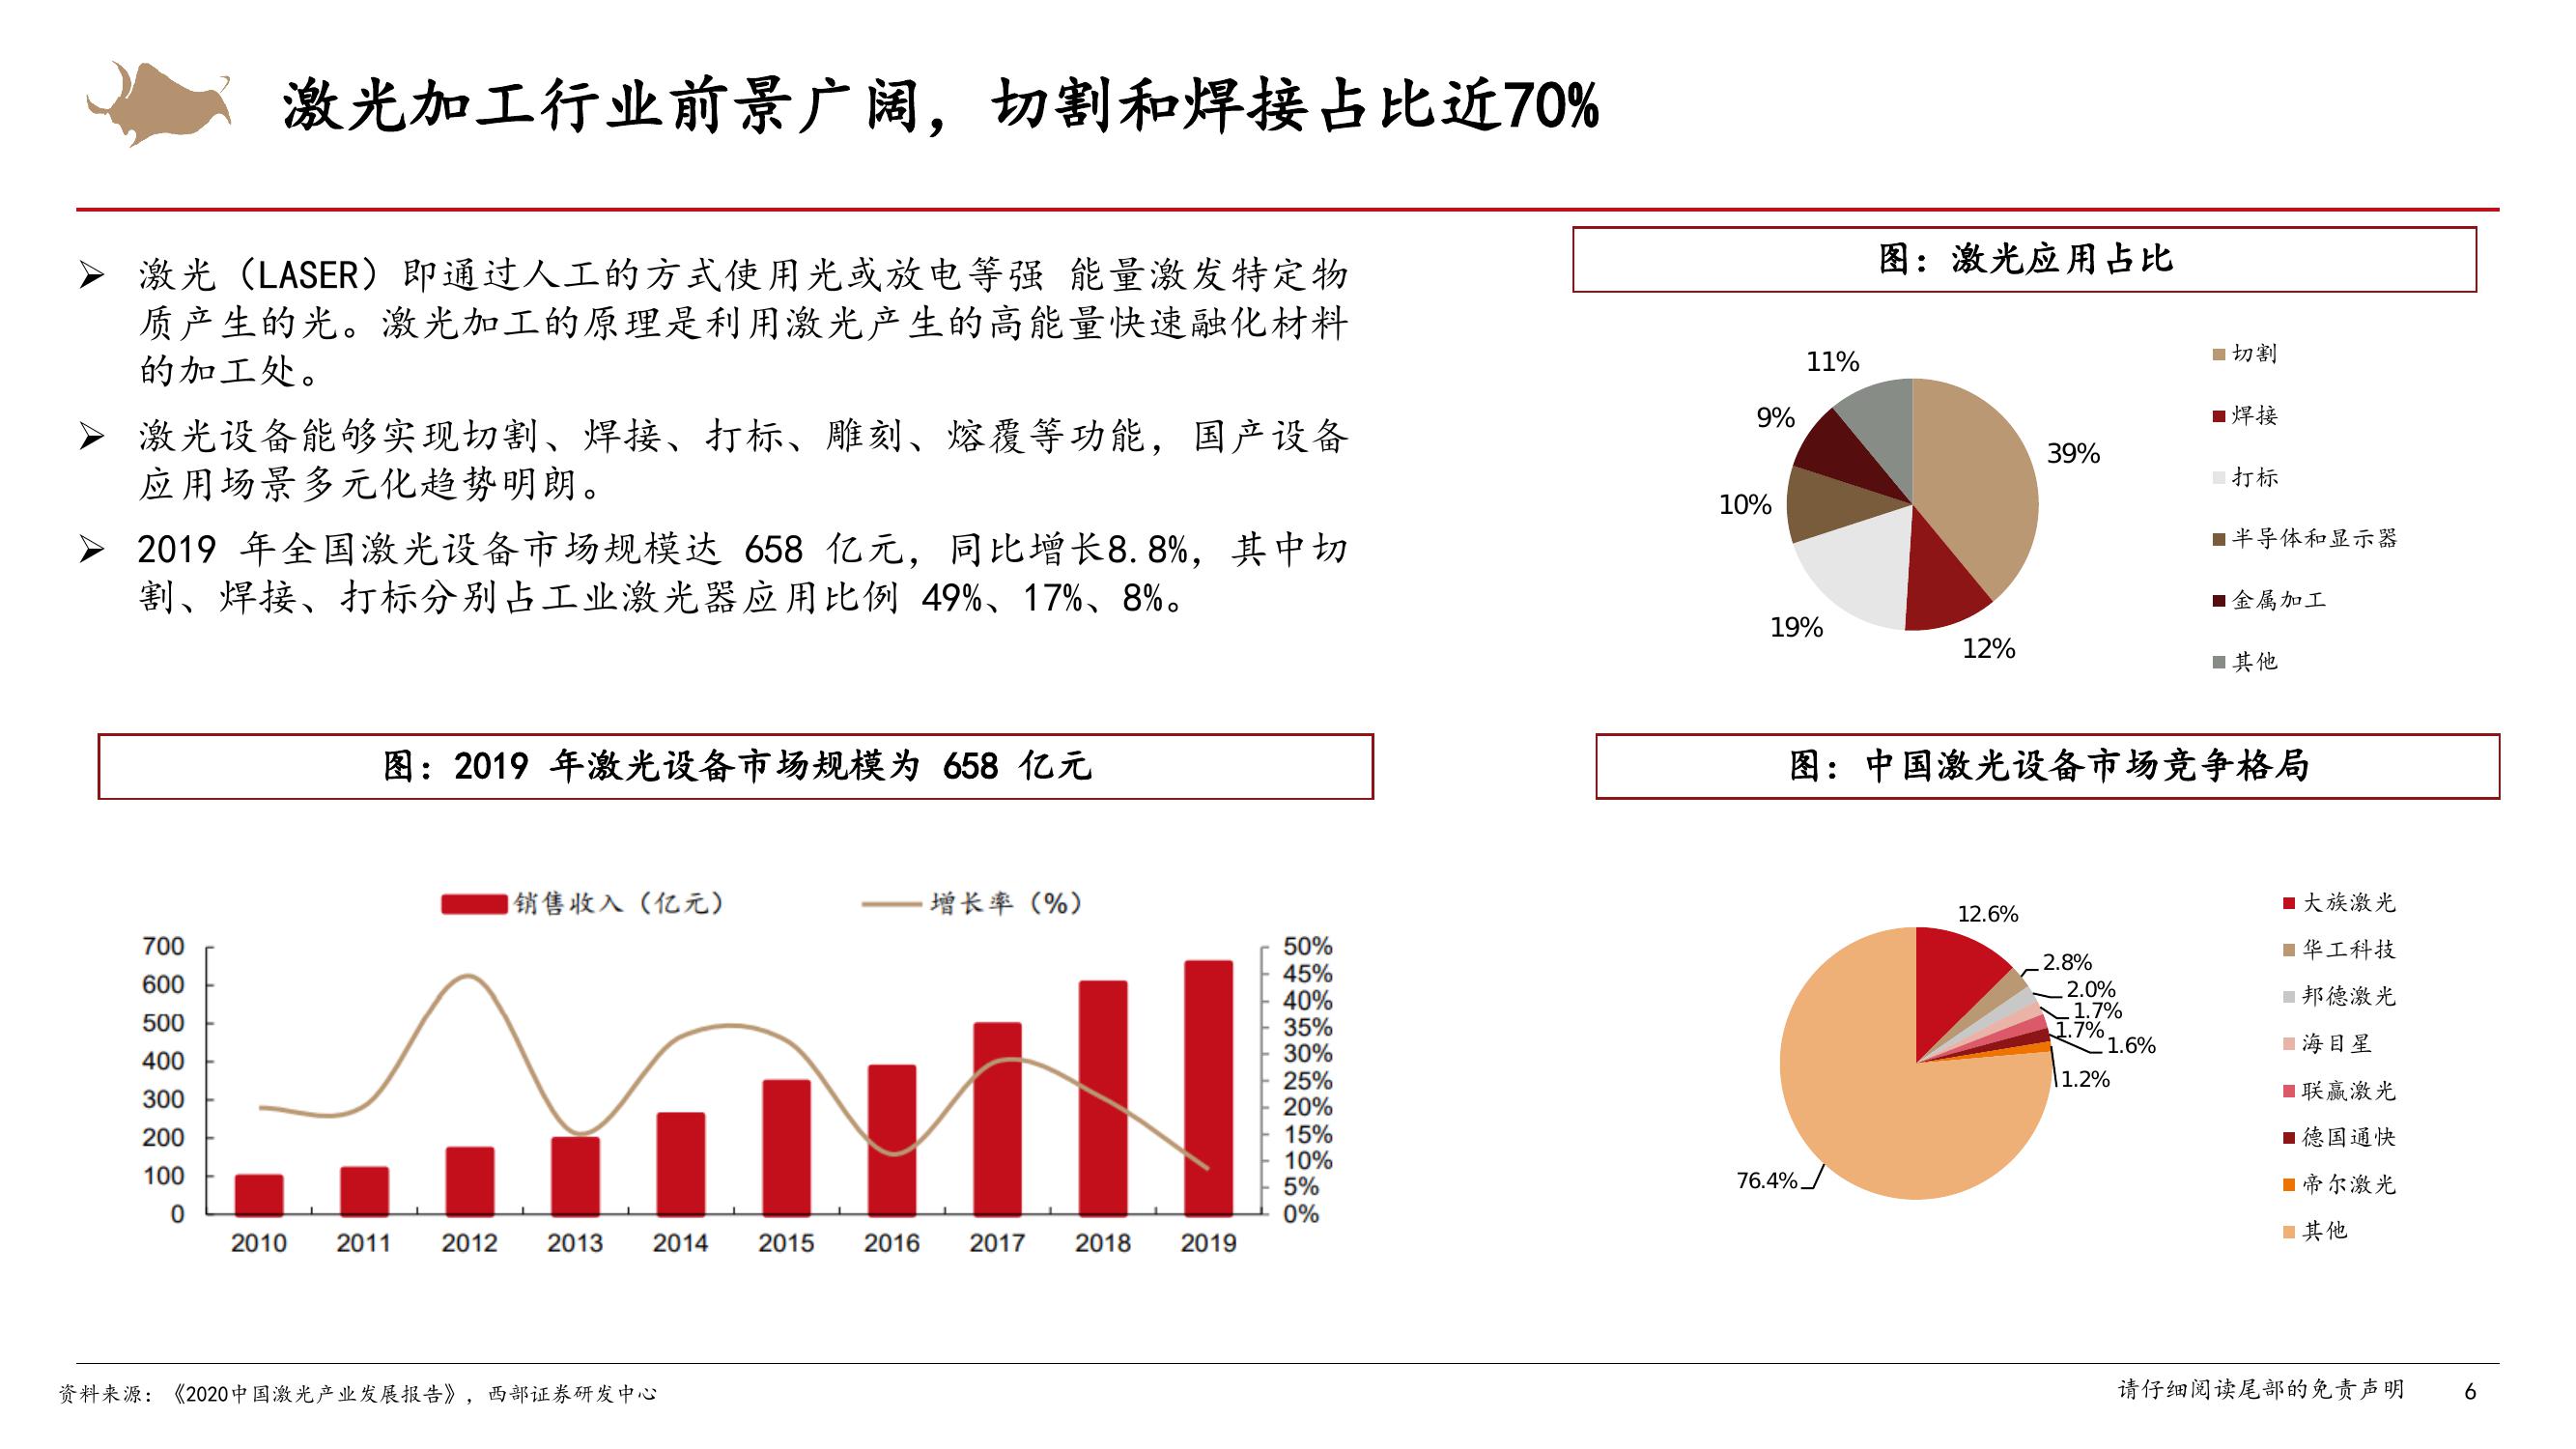 激光加工行业前景广阔，切割和焊接占比近70%
激光（LASER）即通过人工的方式使用光或放电等强 能量激发特定物
质产生的光。激光加工的原理是利用激光产生的高能量快速融化材料
的加工处。
激光设备能够实现切割、焊接、打标、雕刻、熔覆等功能，国产设备
应用场景多元化趋势明朗。
2019 年全国激光设备市场规模达 658 亿元，同比增长8.8%，其中切
割、焊接、打标分别占工业激光器应用比例 49%、17%、8%。
图：激光应用占比
11%
9%
10%
19%
12%
39%
切割
焊接
打标
半导体和显示器
金属加工
其他
图：2019 年激光设备市场规模为 658 亿元
销售收入（亿元）
增长率（%）
700
600
500
400
300
200
100
0
50%
45%
40%
35%
30%
25%
20%
15%
10%
5%
0%
2010 2011 2012 2013 2014 2015 2016 2017 2018 2019
图：中国激光设备市场竞争格局
12.6%
2.8%
2.0%
1.7%
1.7%
1.6%
1.2%
76.4%
大族激光
华工科技
邦德激光
海目星
联赢激光
德国通快
帝尔激光
其他
资料来源：《2020中国激光产业发展报告》，西部证券研发中心
请仔细阅读尾部的免责声明
6